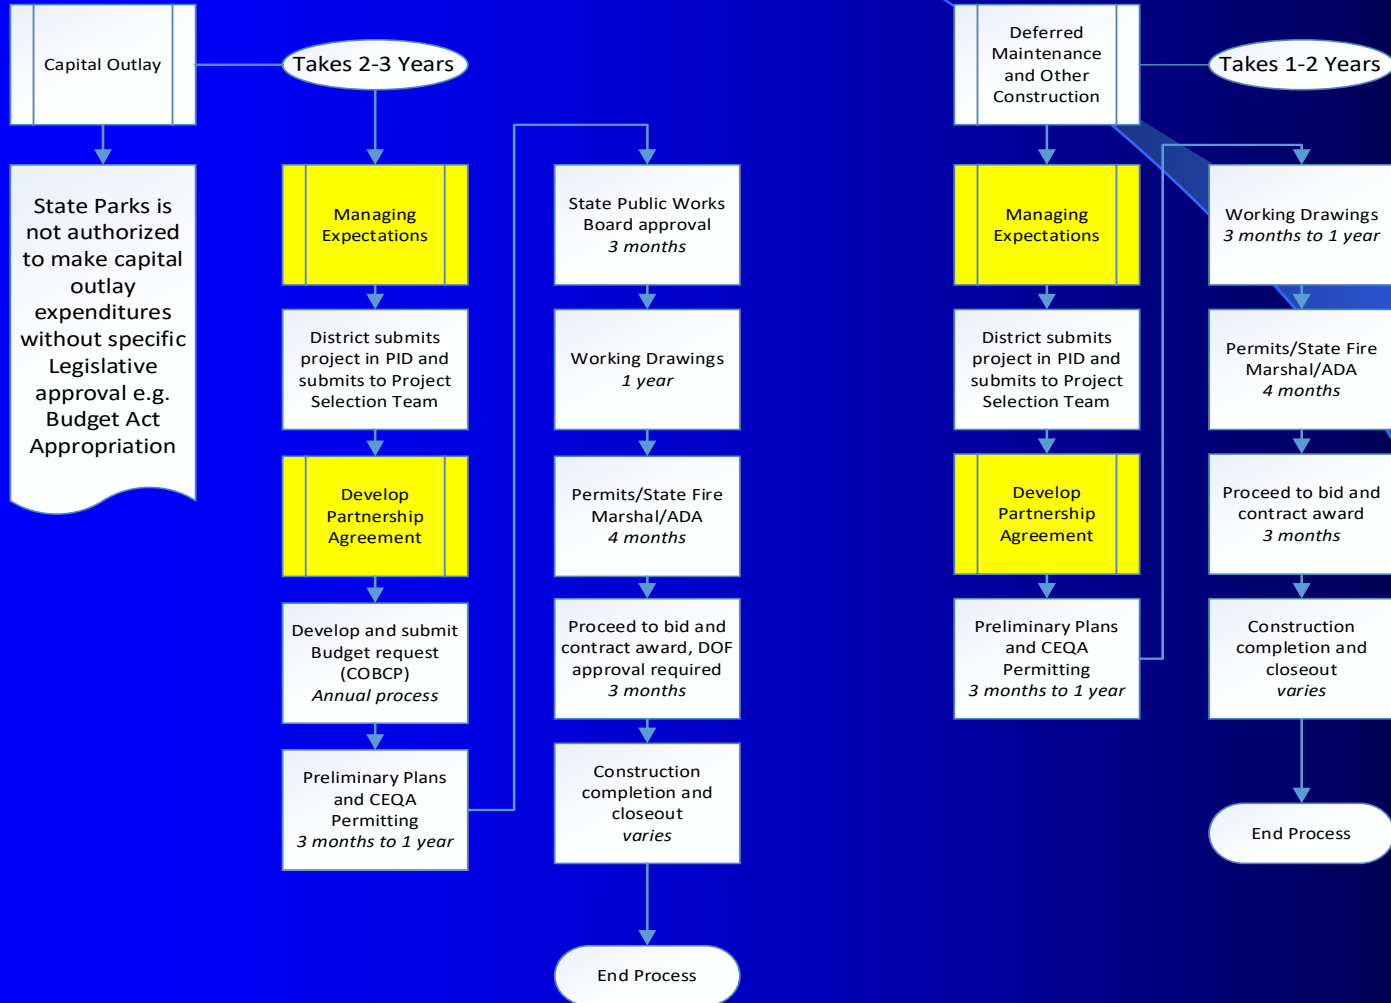 Capital Outlay
State Parks is
not authorized
to make capital
outlay
expenditures
without specific
Legislative
approval e.g.
Budget Act
Appropriation
Takes 2-3 Years
Managing
Expectations
District submits
project in PID and
submits to Project
Selection Team
Develop
Partnership
Agreement
Develop and submit
Budget request
(COBCP)
Annual process
Preliminary Plans
and CEQA
Permitting
3 months to 1 year
State Public Works
Board approval
3 months
Working Drawings
1 year
Permits/State Fire
Marshal/ADA
4 months
Proceed to bid and
contract award, DOF
approval required
3 months
Construction
completion and
closeout
varies
End Process
Deferred
Maintenance
and Other
Construction
Takes 1-2 Years
Managing
Expectations
District submits
project in PID and
submits to Project
Selection Team
Develop
Partnership
Agreement
Preliminary Plans
and CEQA
Permitting
3 months to 1 year
Working Drawings
3 months to 1 year
Permits/State Fire
Marshal/ADA
4 months
Proceed to bid and
contract award
3 months
Construction
completion and
closeout
varies
End Process